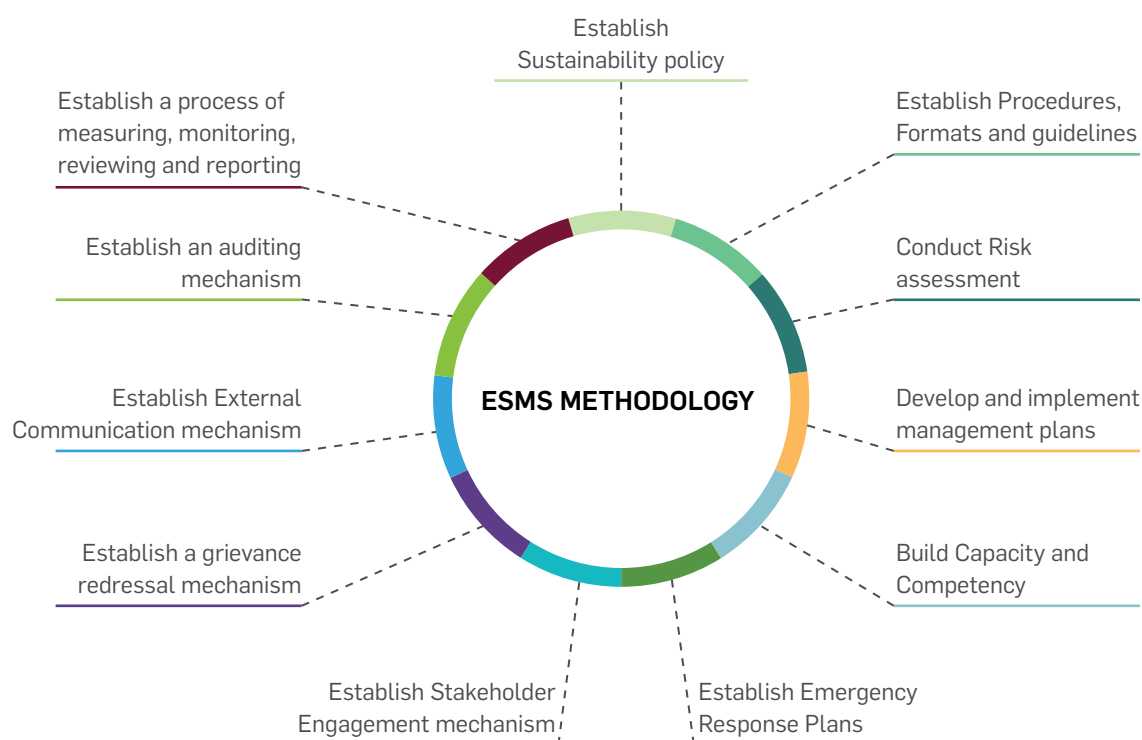 Establish
Sustainability policy
Establish Procedures,
Formats and guidelines
Conduct Risk
assessment
Develop and implement
management plans
Build Capacity and
Competency
Establish Emergency
Response Plans
Establish Stakeholder
Engagement mechanism
Establish a grievance
redressal mechanism
Establish External
Communication mechanism
Establish an auditing
mechanism
Establish a process of
measuring, monitoring,
reviewing and reporting
ESMS METHODOLOGY